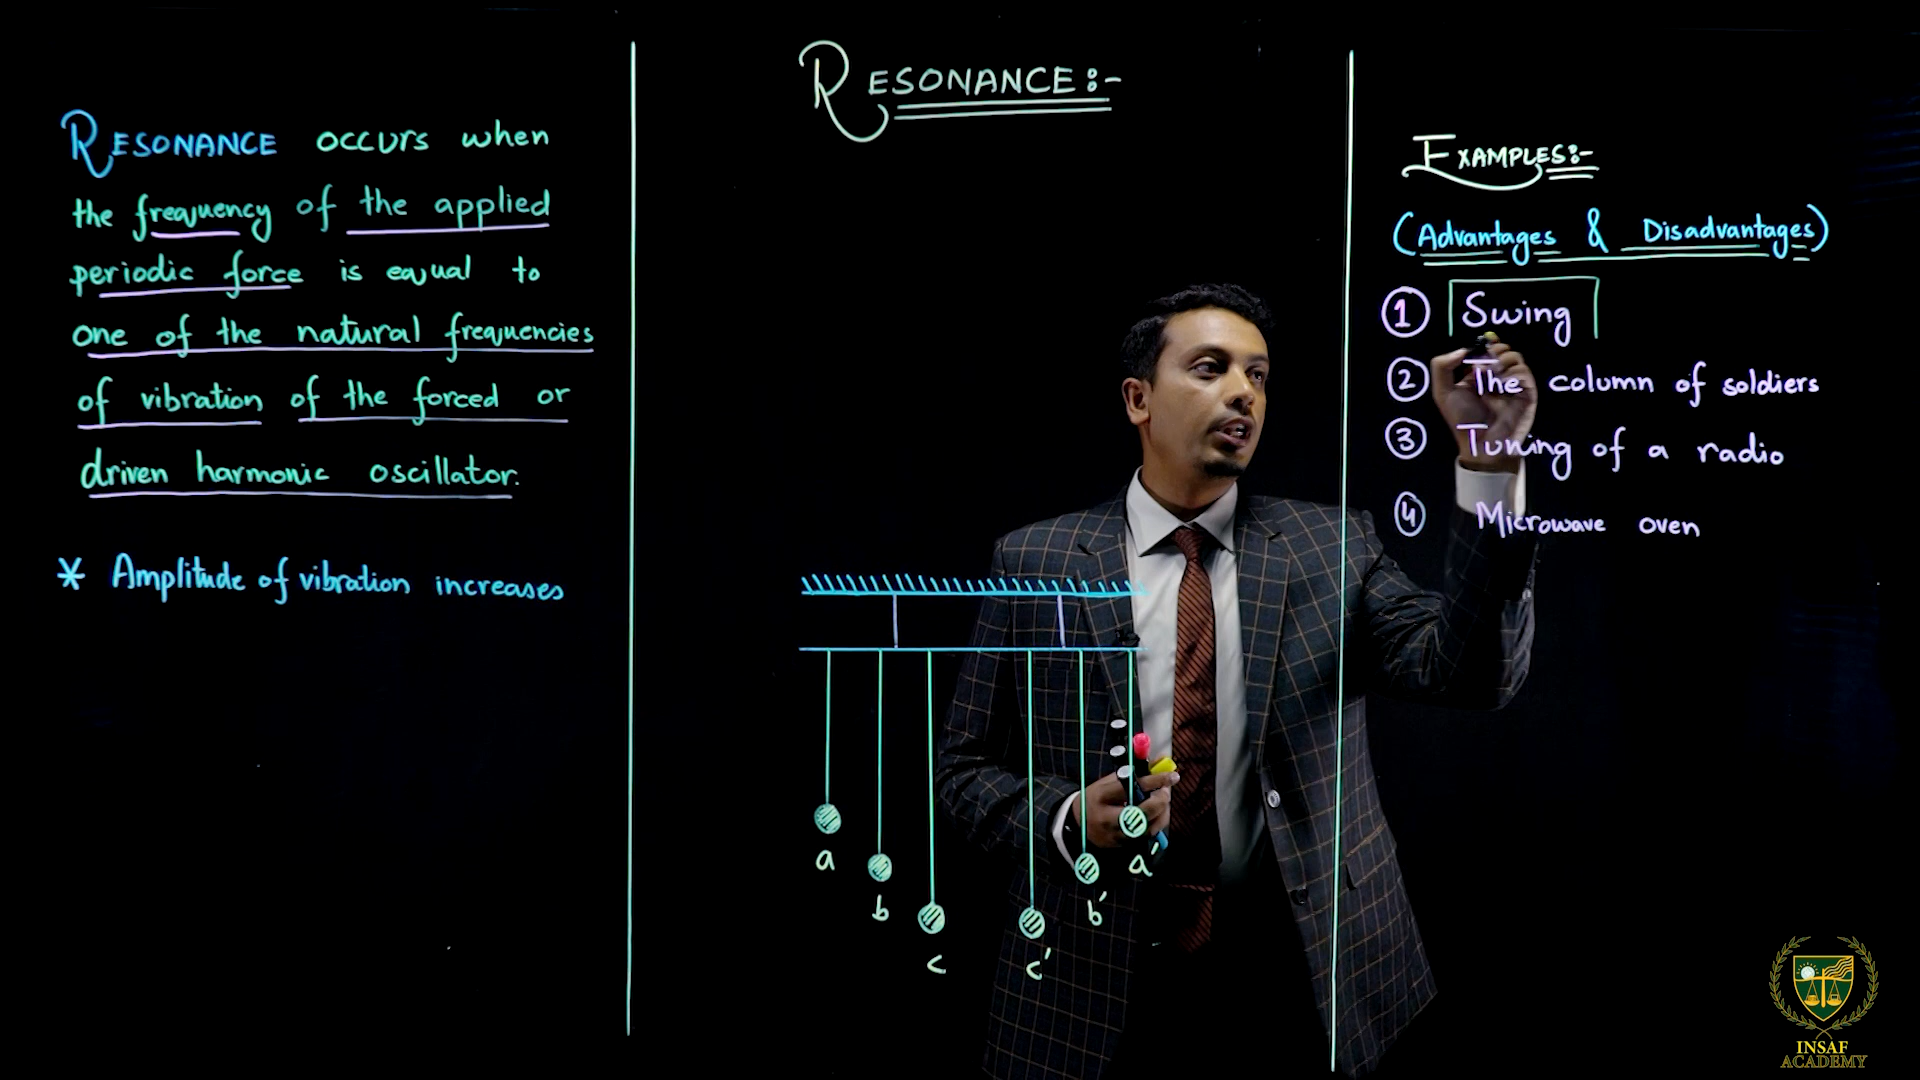 RESONANCE:-
RESONANCE occurs when
the frequency of the applied
periodic force is equal to
one of the natural frequencies
of vibration of the forced or
driven harmonic oscillator.
* Amplitude of vibration increases
a
b
c
c'
b'
a'
EXAMPLES:-
(Advantages & Disadvantages)
1 Swing
2 The column of soldiers
3 Tuning of a radio
4 Microwave oven
INSAF
ACADEMY